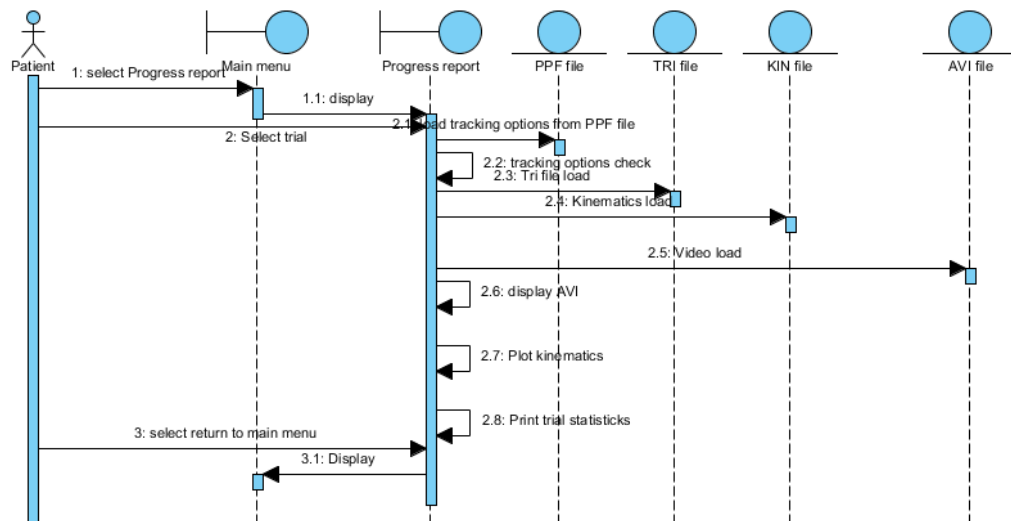 Patient
Main menu
Progress report
PPF file
TRI file
KIN file
AVI file
1: select Progress report
1.1: display
2: Select trial
2.1: load tracking options from PPF file
2.2: tracking options check
2.3: Tri file load
2.4: Kinematics load
2.5: Video load
2.6: display AVI
2.7: Plot kinematics
2.8: Print trial statisticks
3: select return to main menu
3.1: Display